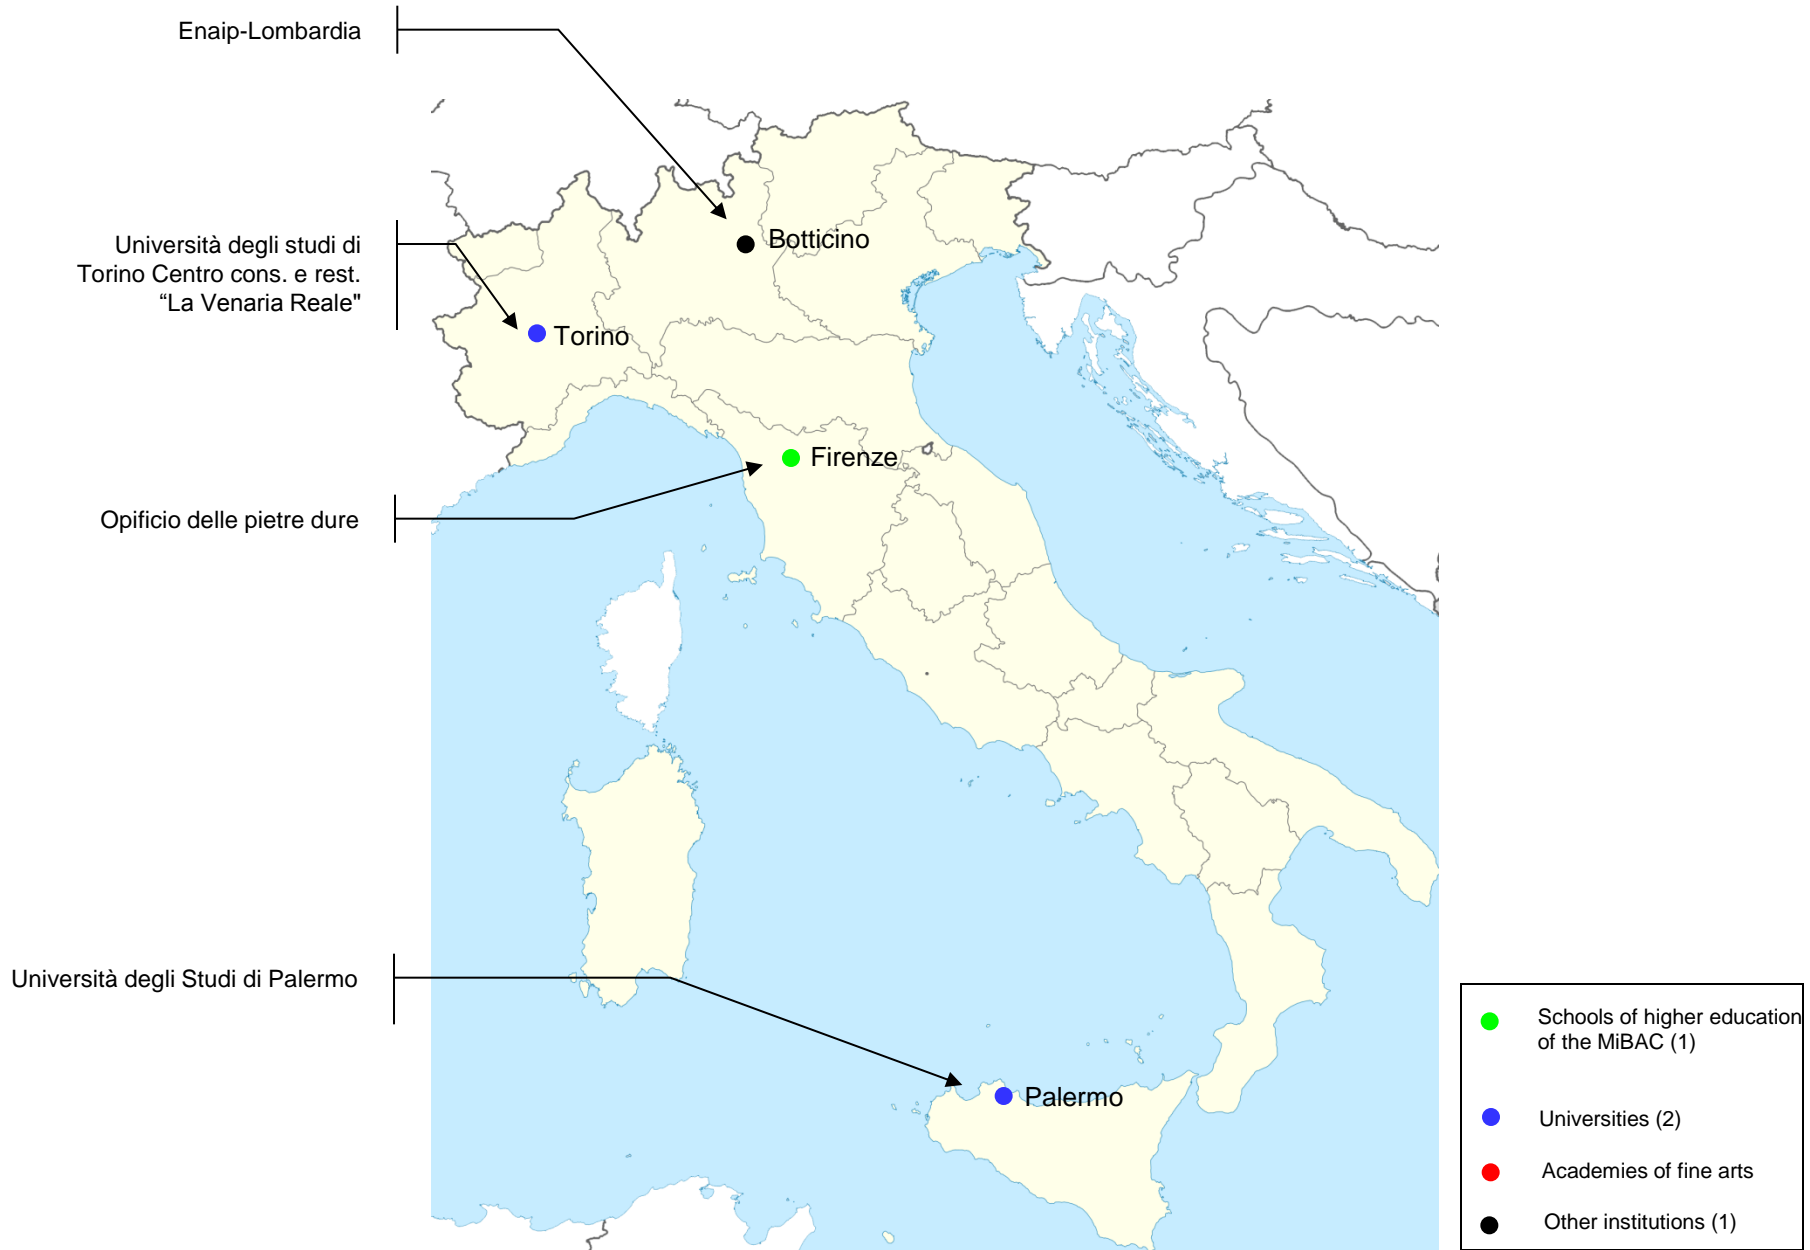 Enaip-Lombardia
Botticino
Università degli studi di
Torino Centro cons. e rest.
“La Venaria Reale"
Torino
Firenze
Opificio delle pietre dure
Università degli Studi di Palermo
Palermo
Schools of higher education
of the MiBAC (1)
Universities (2)
Academies of fine arts
Other institutions (1)